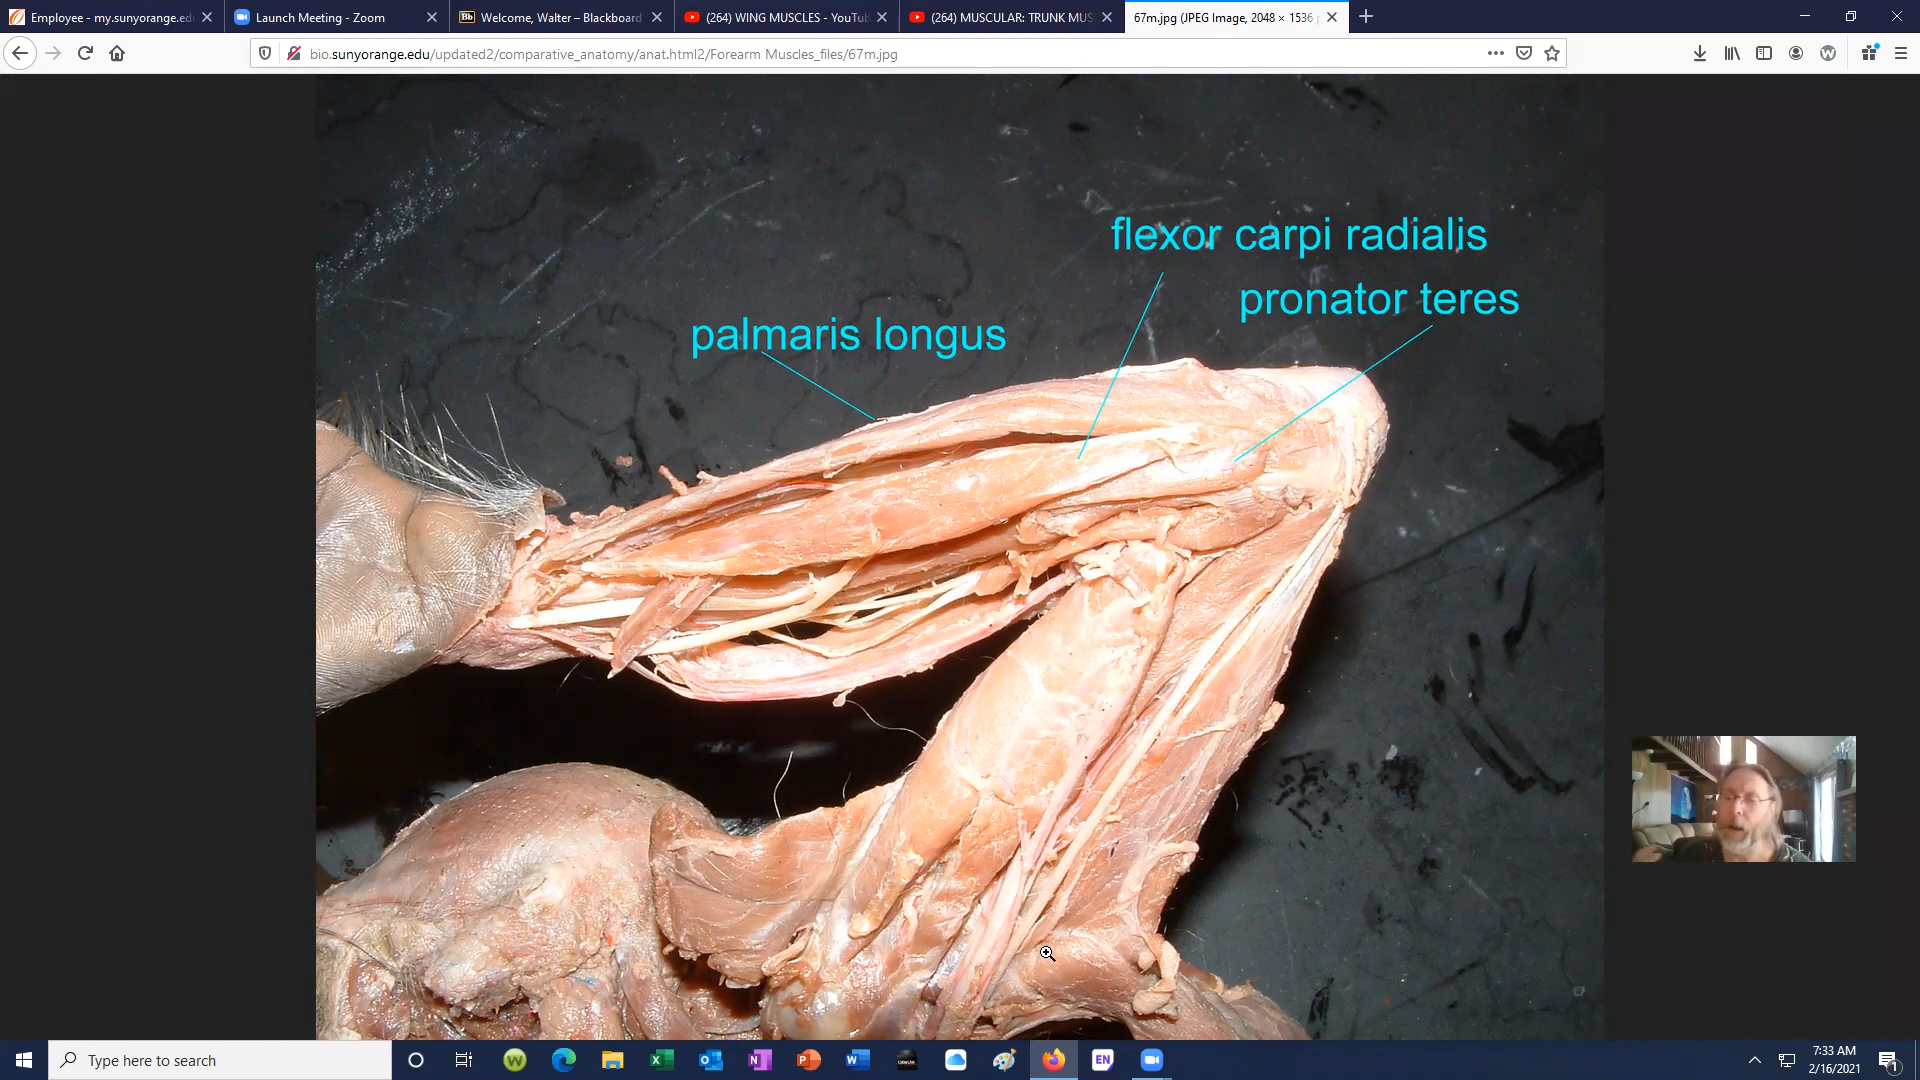 Employee - my.sunyorange.ed
Launch Meeting - Zoom
Bb Welcome, Walter – Blackboard
(264) WING MUSCLES - YouTub
(264) MUSCULAR: TRUNK MUS
67m.jpg (JPEG Image, 2048 × 1536 p
bio.sunyorange.edu/updated2/comparative_anatomy/anat.html2/Forearm Muscles_files/67m.jpg
flexor carpi radialis
pronator teres
palmaris longus
Type here to search
EN
7:33 AM
2/16/2021
1